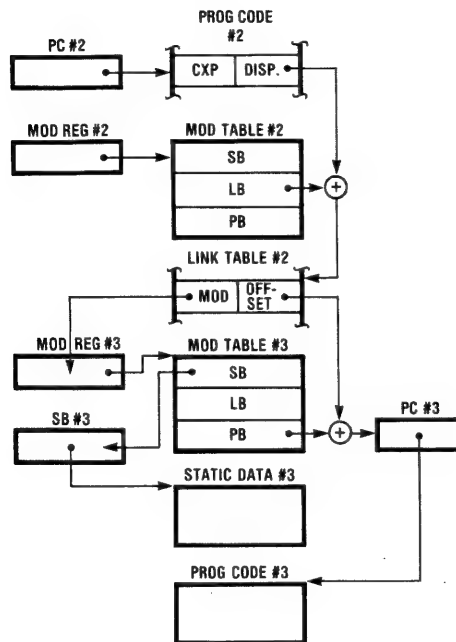 PROG CODE
#2
PC #2
CXP DISP.
MOD REG #2 MOD TABLE #2
SB
LB
+
PB
LINK TABLE #2
MOD OFF-
SET
MOD REG #3 MOD TABLE #3
SB
SB #3
LB
PC #3
PB
+
STATIC DATA #3
PROG CODE #3